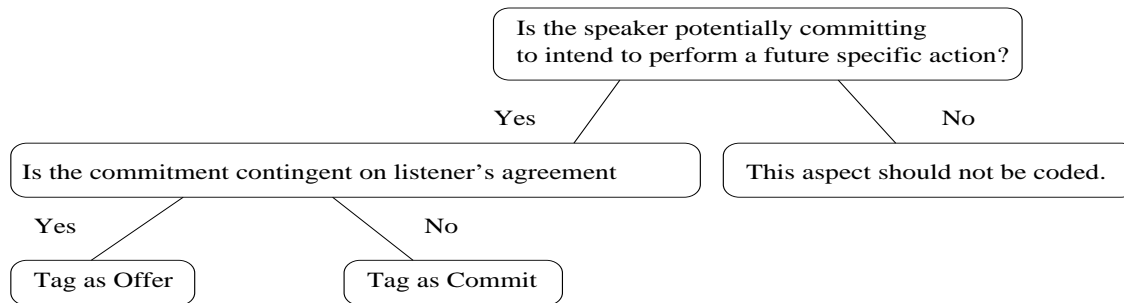 Is the speaker potentially committing
to intend to perform a future specific action?
Yes
No
Is the commitment contingent on listener's agreement
This aspect should not be coded.
Yes
No
Tag as Offer
Tag as Commit